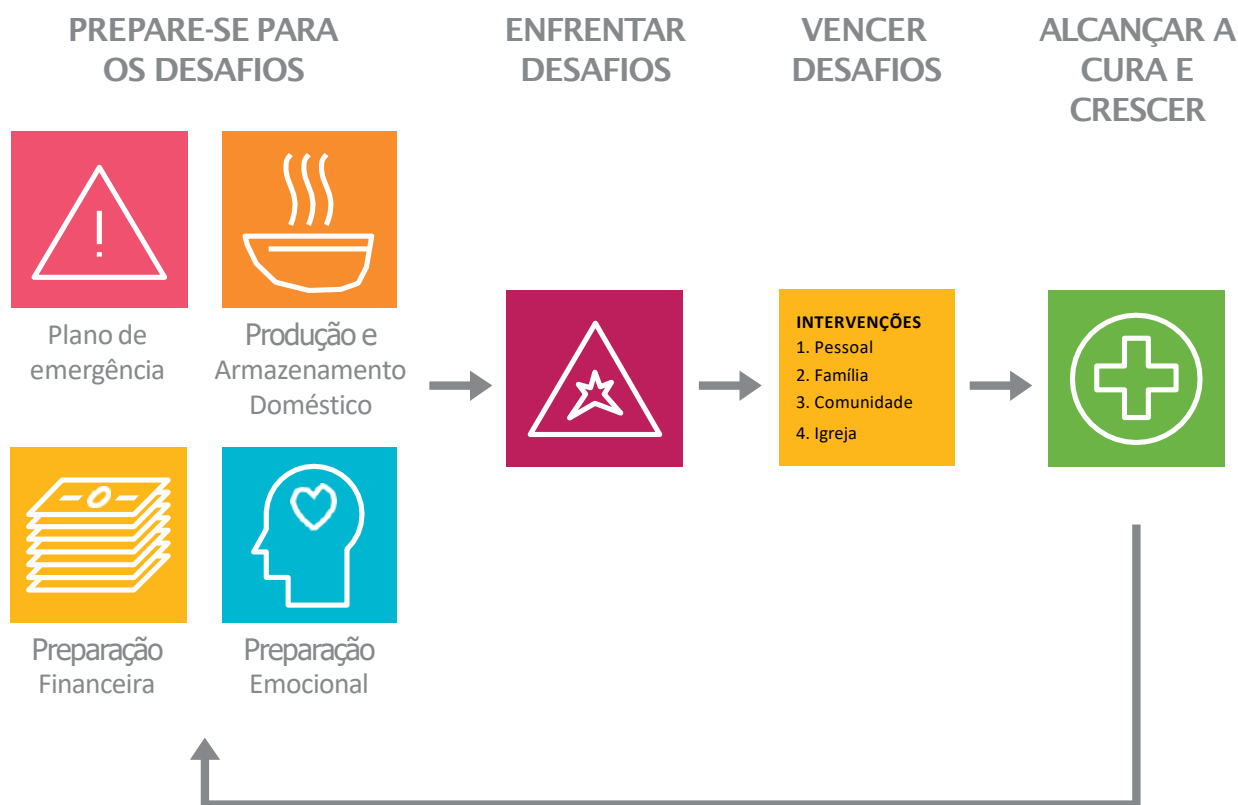 PREPARE-SE PARA
OS DESAFIOS
ENFRENTAR
DESAFIOS
VENCER
DESAFIOS
ALCANÇAR A
CURA E
CRESCER
!
Plano de
emergência
Produção e
Armazenamento
Doméstico
INTERVENÇÕES
1. Pessoal
2. Família
3. Comunidade
4. Igreja
Preparação
Financeira
Preparação
Emocional